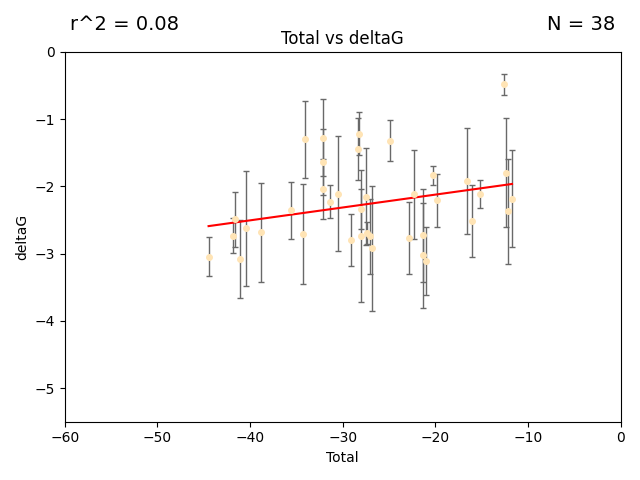 r^2 = 0.08
N = 38
Total vs deltaG
0
−1
−2
−3
−4
−5
deltaG
−60 −50 −40 −30 −20 −10 0
Total